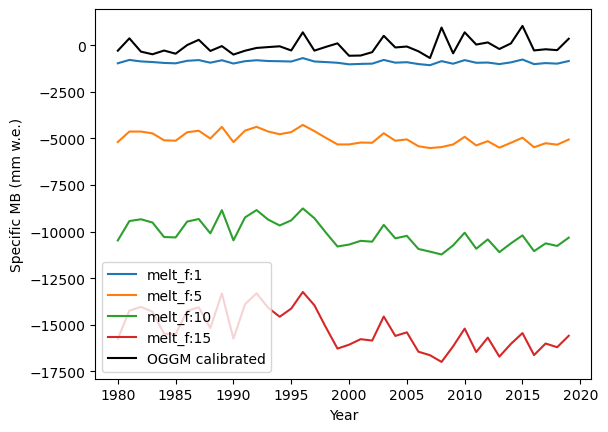 Specific MB (mm w.e.)
0
−2500
−5000
−7500
−10000
−12500
−15000
−17500
melt_f:1
melt_f:5
melt_f:10
melt_f:15
OGGM calibrated
1980 1985 1990 1995 2000 2005 2010 2015 2020
Year